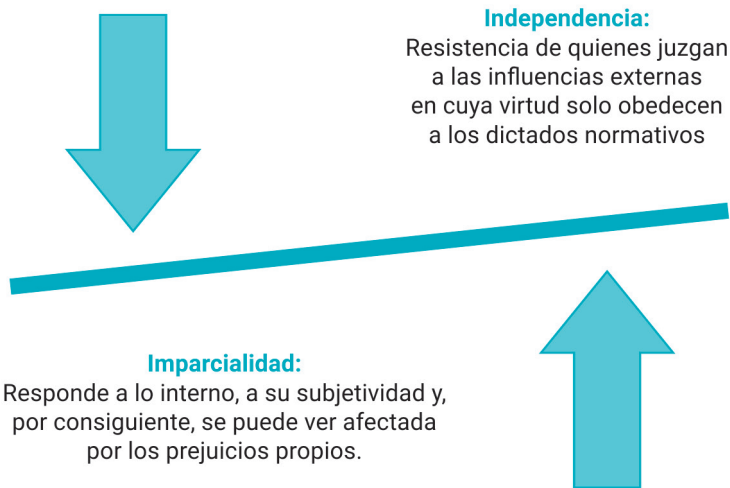 Independencia:
Resistencia de quienes juzgan
a las influencias externas
en cuya virtud solo obedecen
a los dictados normativos
Imparcialidad:
Responde a lo interno, a su subjetividad y,
por consiguiente, se puede ver afectada
por los prejuicios propios.